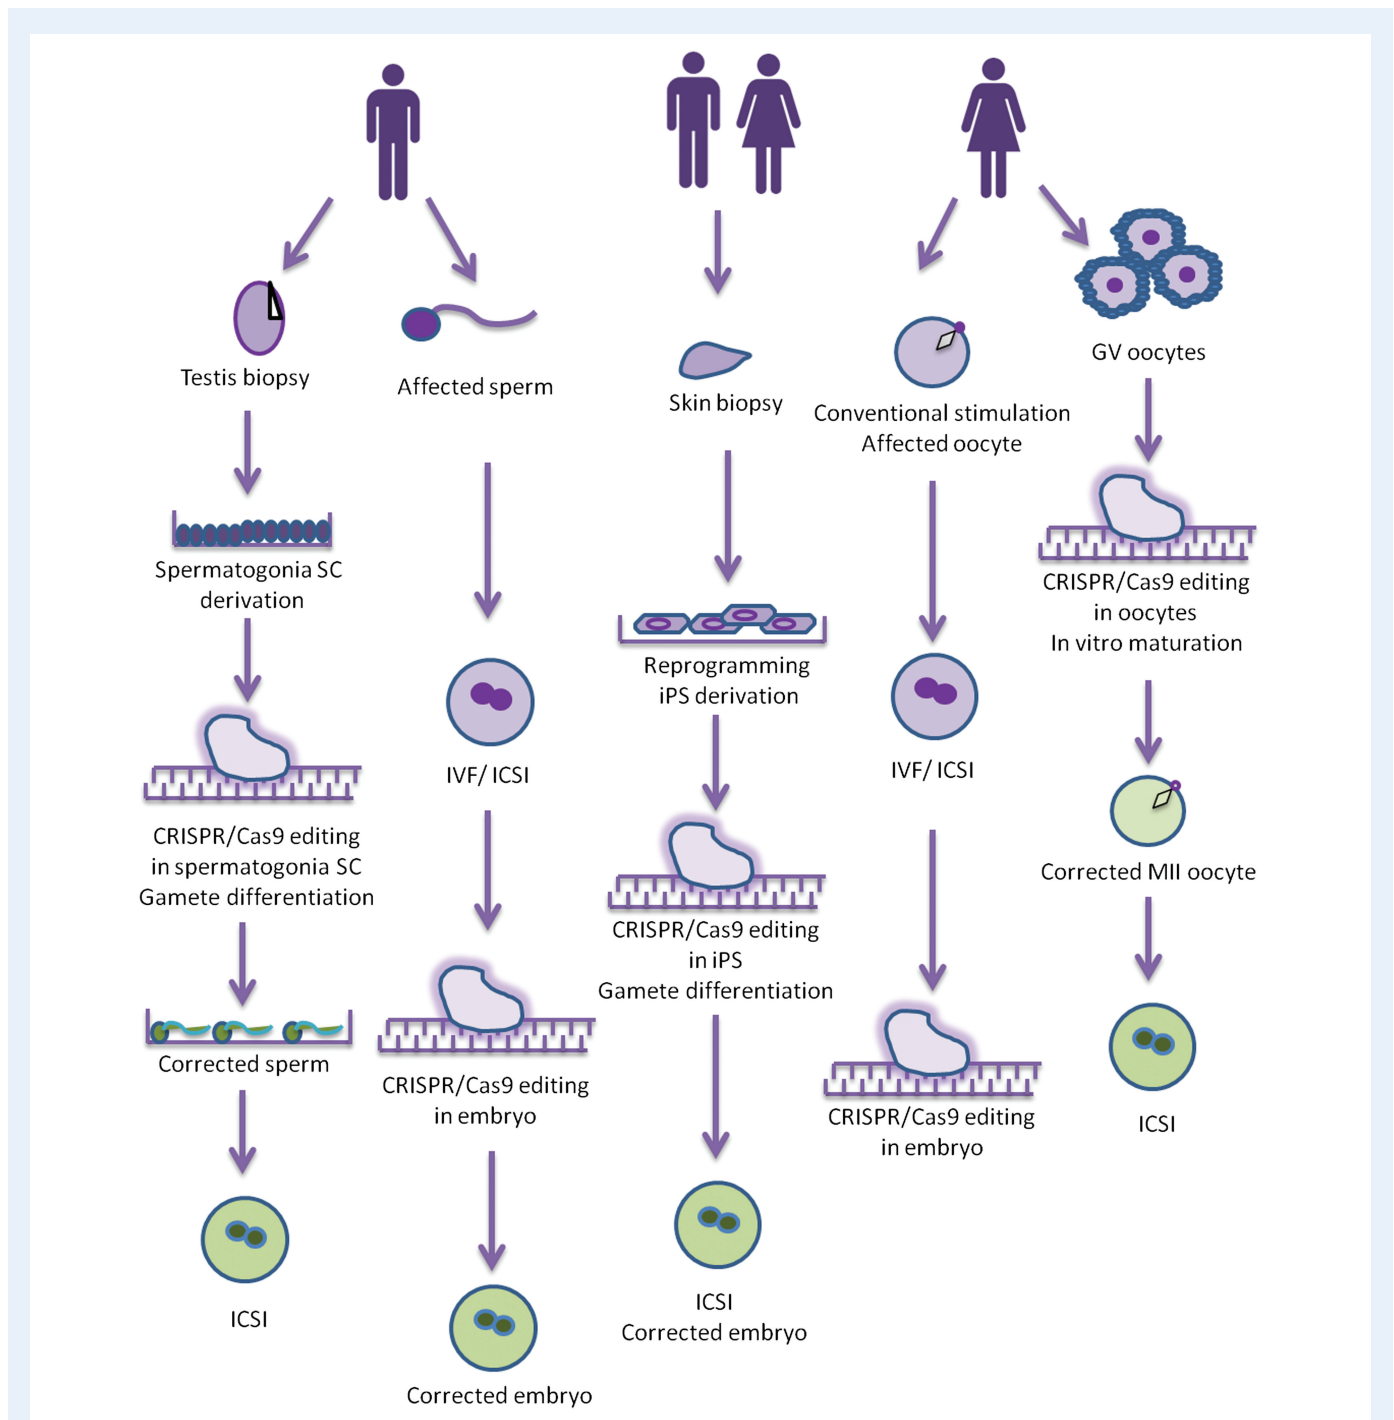 Testis biopsy
Spermatogonia SC
derivation
CRISPR/Cas9 editing
in spermatogonia SC
Gamete differentiation
Corrected sperm
ICSI
Affected sperm
IVF/ ICSI
CRISPR/Cas9 editing
in embryo
Corrected embryo
Skin biopsy
Reprogramming
iPS derivation
CRISPR/Cas9 editing
in iPS
Gamete differentiation
ICSI
Corrected embryo
Conventional stimulation
Affected oocyte
IVF/ ICSI
CRISPR/Cas9 editing
in embryo
GV oocytes
CRISPR/Cas9 editing
in oocytes
In vitro maturation
Corrected MII oocyte
ICSI